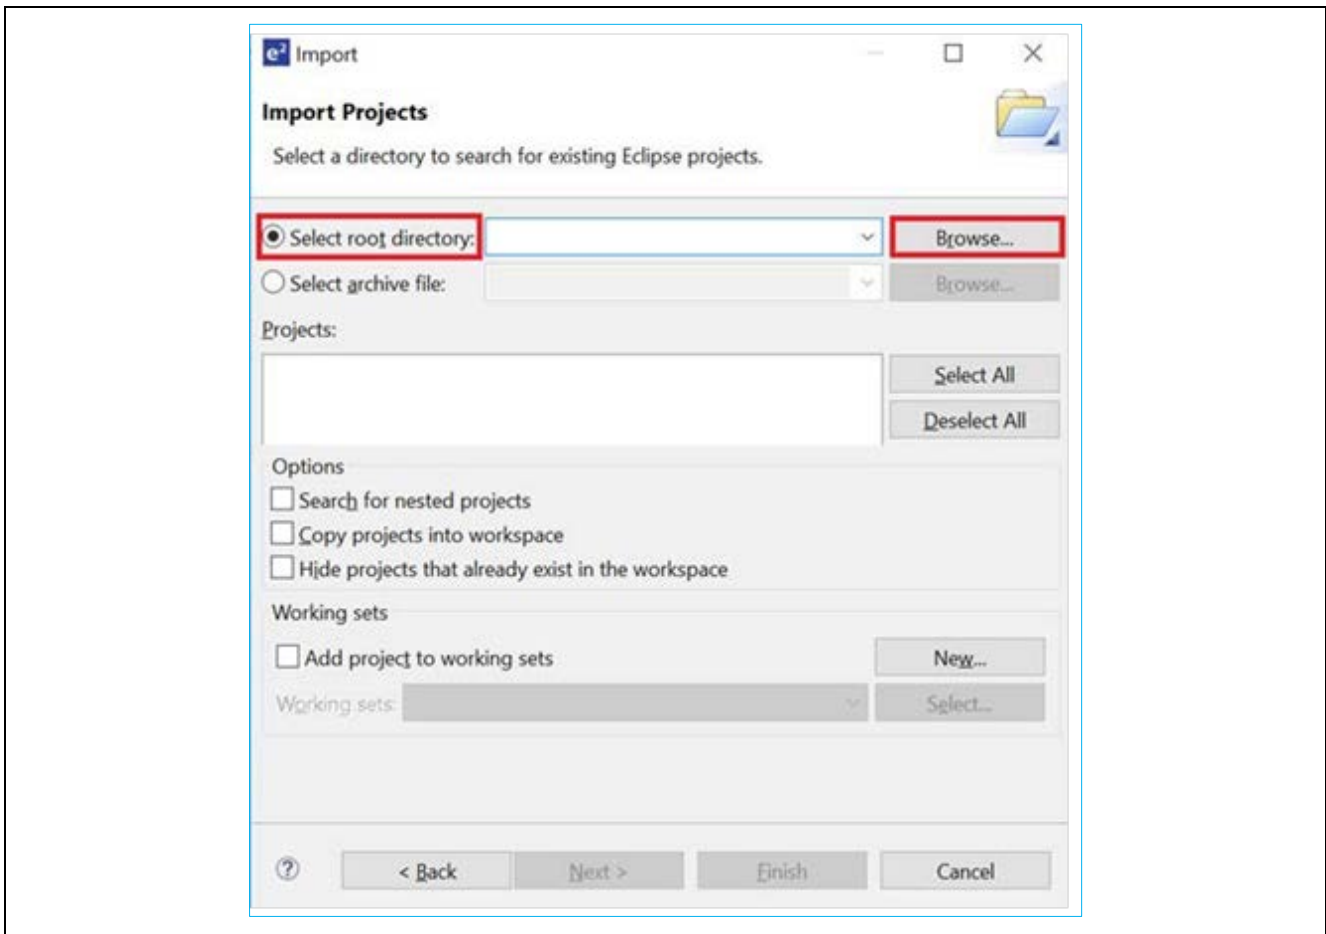 e² Import
Import Projects
Select a directory to search for existing Eclipse projects.
Select root directory: Browse...
Select archive file: Browse...
Projects:
Select All
Deselect All
Options
Search for nested projects
Copy projects into workspace
Hide projects that already exist in the workspace
Working sets
Add project to working sets New...
Working sets: Select...
? < Back Next > Finish Cancel